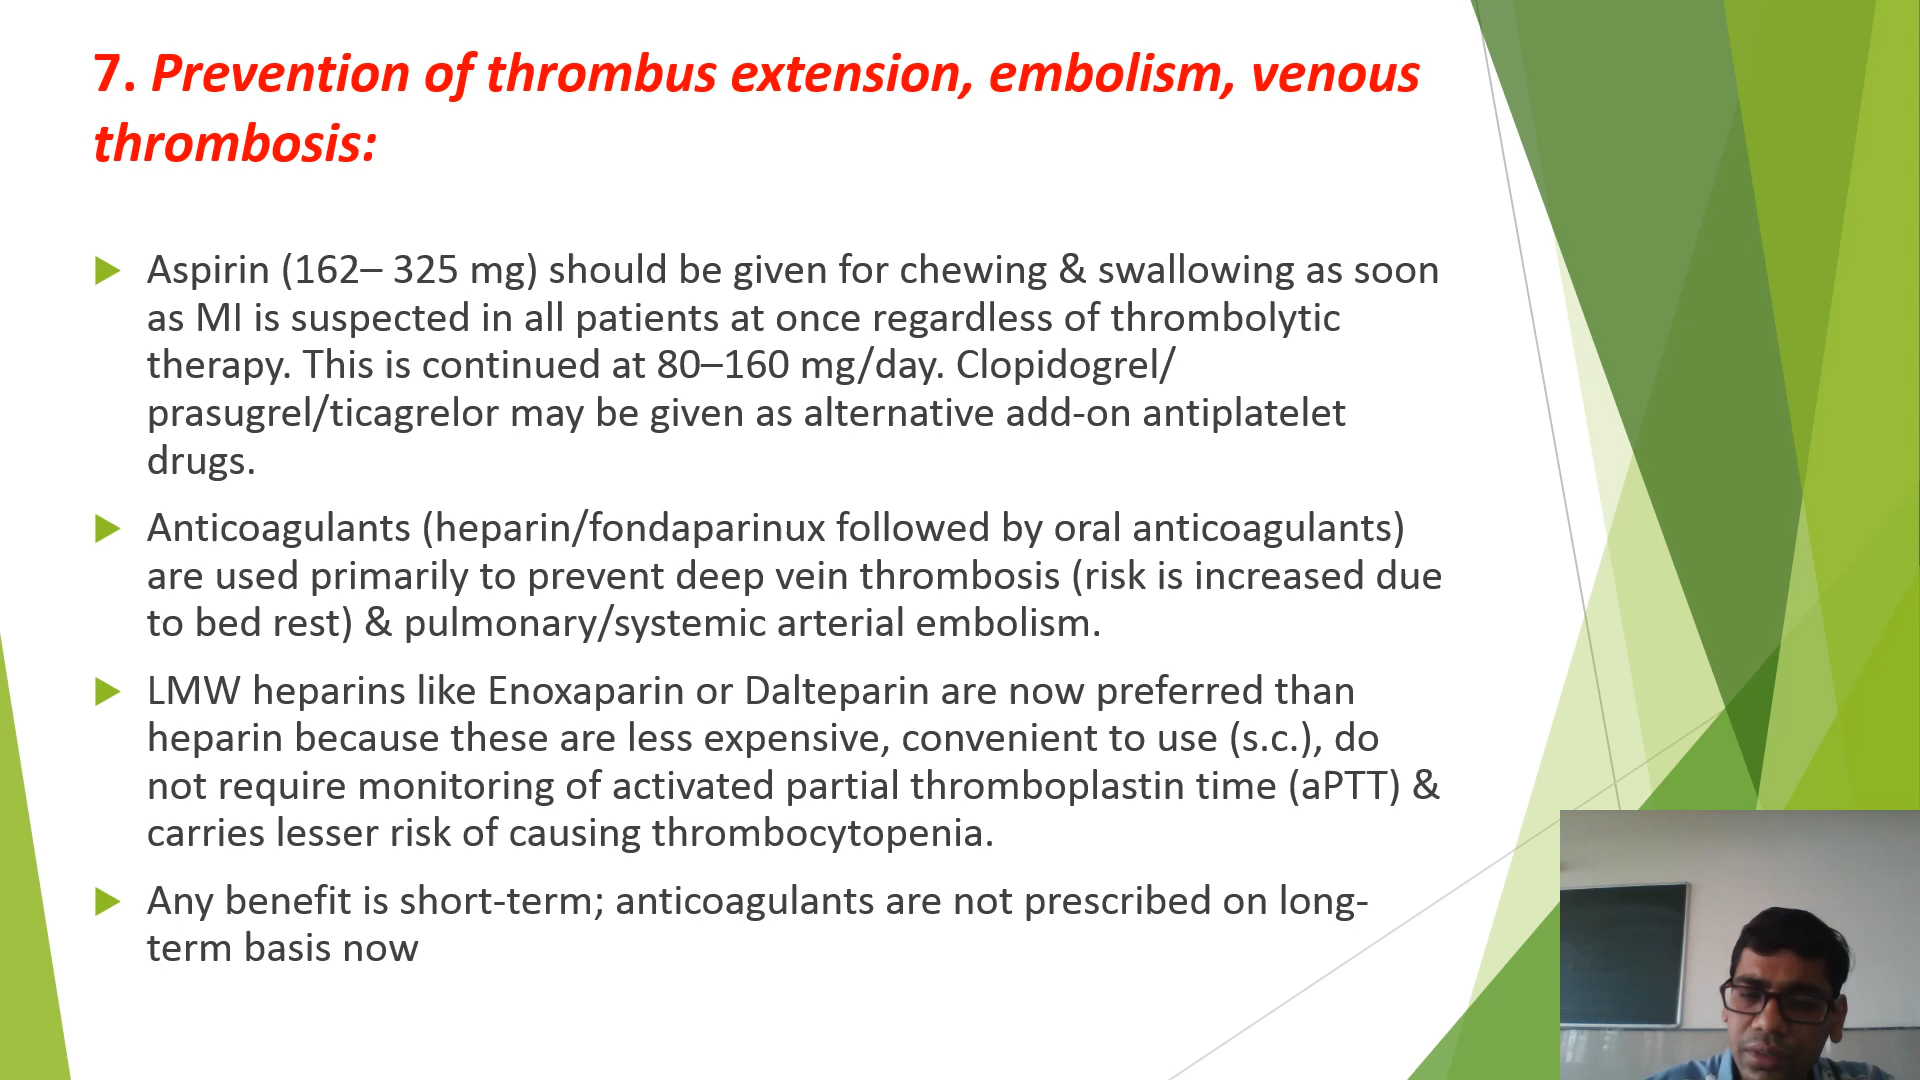 7. Prevention of thrombus extension, embolism, venous
thrombosis:
Aspirin (162– 325 mg) should be given for chewing & swallowing as soon
as MI is suspected in all patients at once regardless of thrombolytic
therapy. This is continued at 80–160 mg/day. Clopidogrel/
prasugrel/ticagrelor may be given as alternative add-on antiplatelet
drugs.
Anticoagulants (heparin/fondaparinux followed by oral anticoagulants)
are used primarily to prevent deep vein thrombosis (risk is increased due
to bed rest) & pulmonary/systemic arterial embolism.
LMW heparins like Enoxaparin or Dalteparin are now preferred than
heparin because these are less expensive, convenient to use (s.c.), do
not require monitoring of activated partial thromboplastin time (aPTT) &
carries lesser risk of causing thrombocytopenia.
Any benefit is short-term; anticoagulants are not prescribed on long-
term basis now